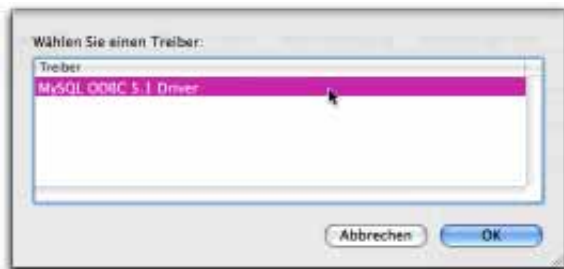 Wählen Sie einen Treiber:
Treiber
MySQL ODBC 5.1 Driver
Abbrechen
OK